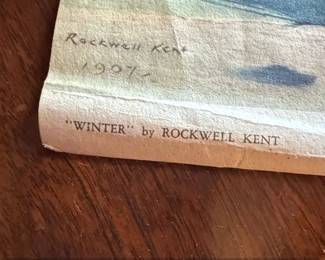 Rockwell Kent
1907-
"WINTER" by ROCKWELL KENT